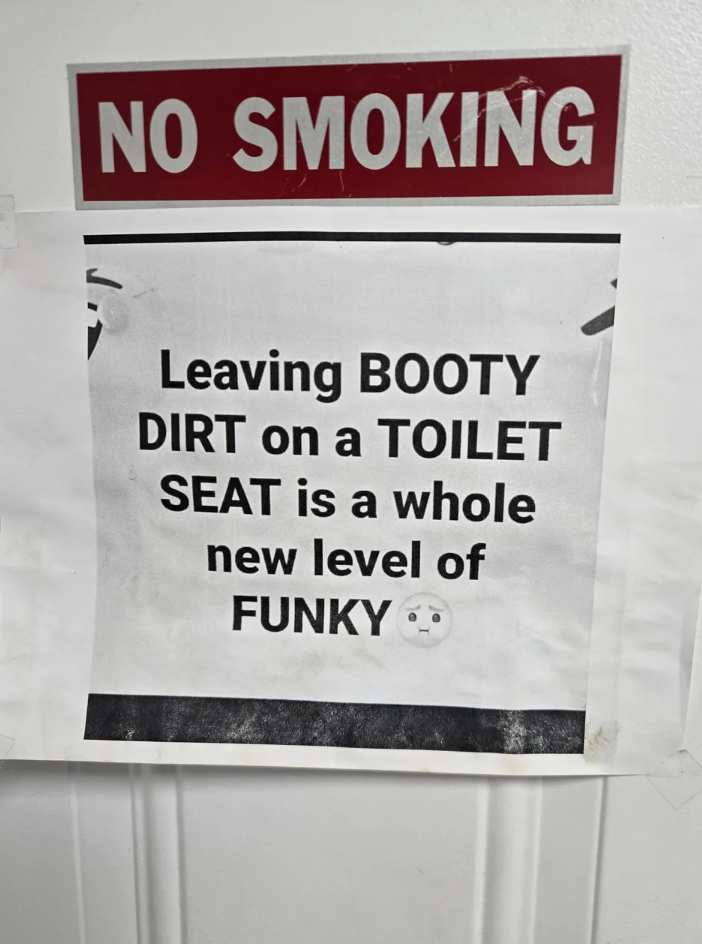 NO SMOKING
Leaving BOOTY
DIRT on a TOILET
SEAT is a whole
new level of
FUNKY🤢